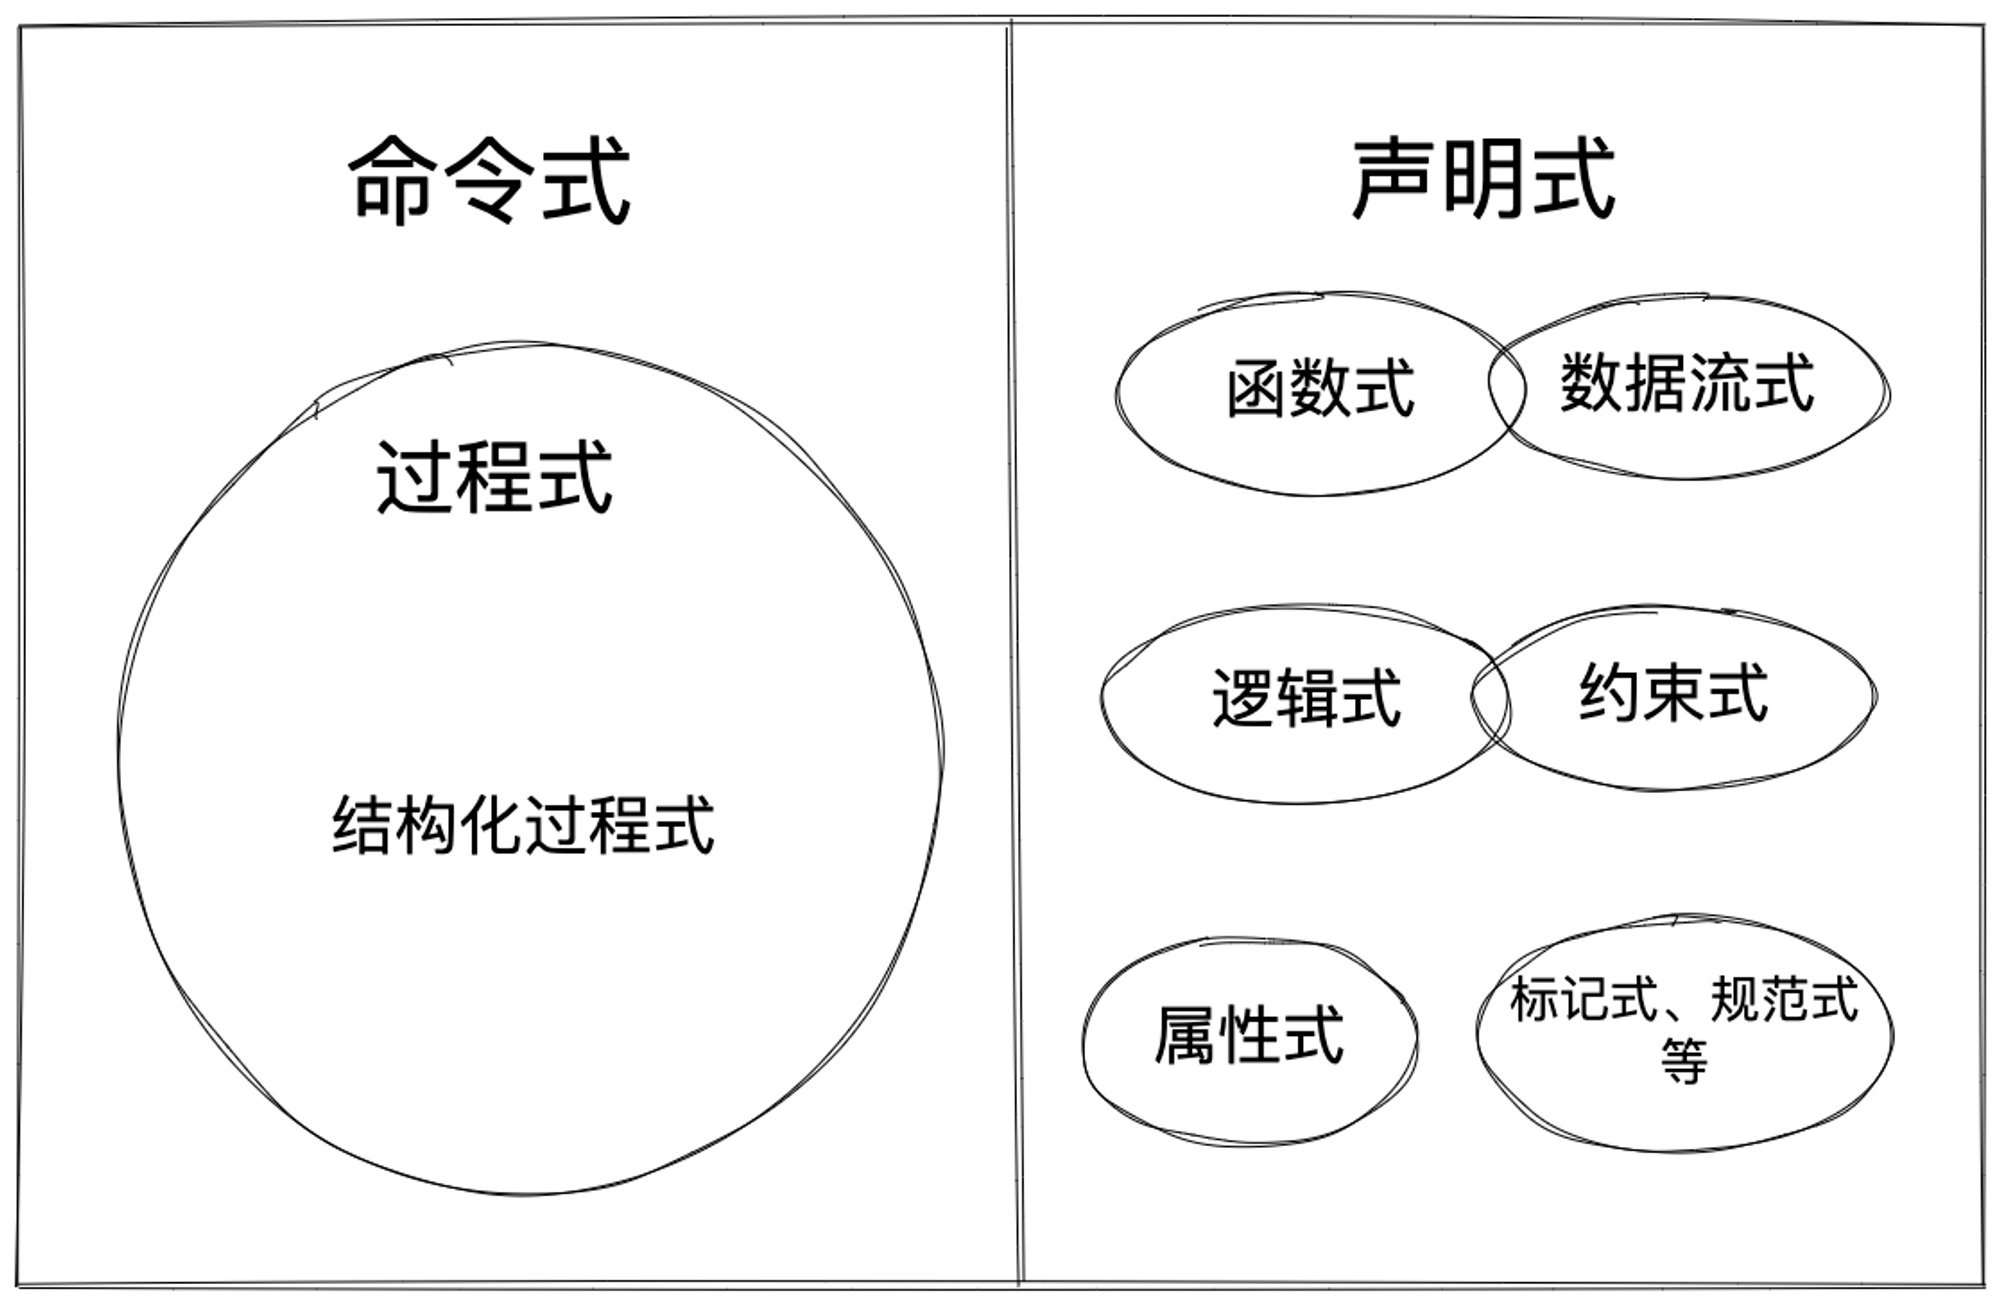 命令式
过程式
结构化过程式
声明式
函数式
数据流式
逻辑式
约束式
属性式
标记式、规范式
等